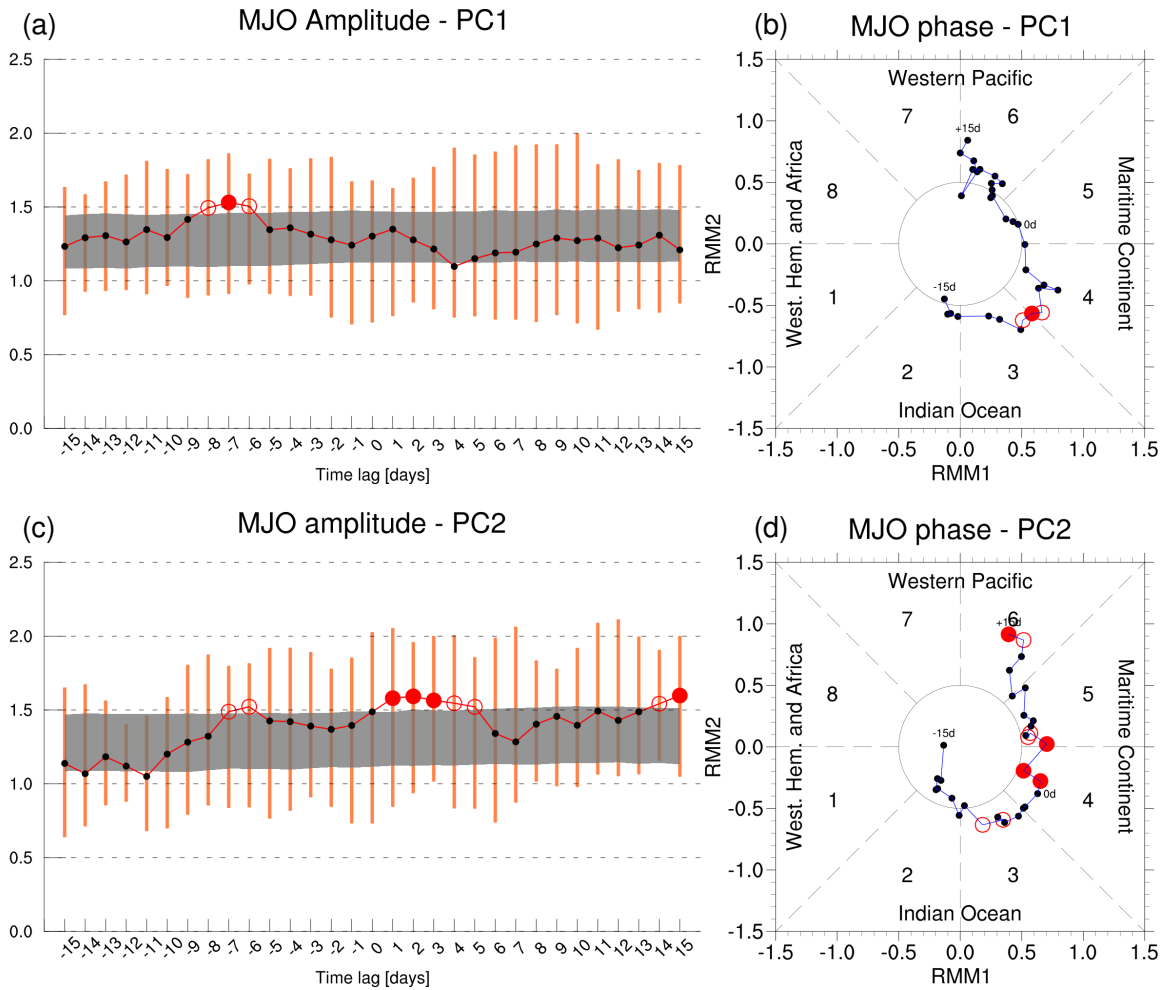 (a)
MJO Amplitude - PC1
2.5
2.0
1.5
1.0
0.5
0.0
-15 -14 -13 -12 -11 -10 -9 -8 -7 -6 -5 -4 -3 -2 -1 0 1 2 3 4 5 6 7 8 9 10 11 12 13 14 15
Time lag [days]
(b)
MJO phase - PC1
1.5
1.0
0.5
0.0
-0.5
-1.0
-1.5
RMM2
Western Pacific
7
6
+15d
West. Hem. and Africa
8
5
Maritime Continent
0d
-15d
1
4
2
3
Indian Ocean
-1.5 -1.0 -0.5 0.0 0.5 1.0 1.5
RMM1
(c)
MJO amplitude - PC2
2.5
2.0
1.5
1.0
0.5
0.0
-15 -14 -13 -12 -11 -10 -9 -8 -7 -6 -5 -4 -3 -2 -1 0 1 2 3 4 5 6 7 8 9 10 11 12 13 14 15
Time lag [days]
(d)
MJO phase - PC2
1.5
1.0
0.5
0.0
-0.5
-1.0
-1.5
RMM2
Western Pacific
7
6
+15d
West. Hem. and Africa
8
5
Maritime Continent
-15d
0d
1
4
2
3
Indian Ocean
-1.5 -1.0 -0.5 0.0 0.5 1.0 1.5
RMM1